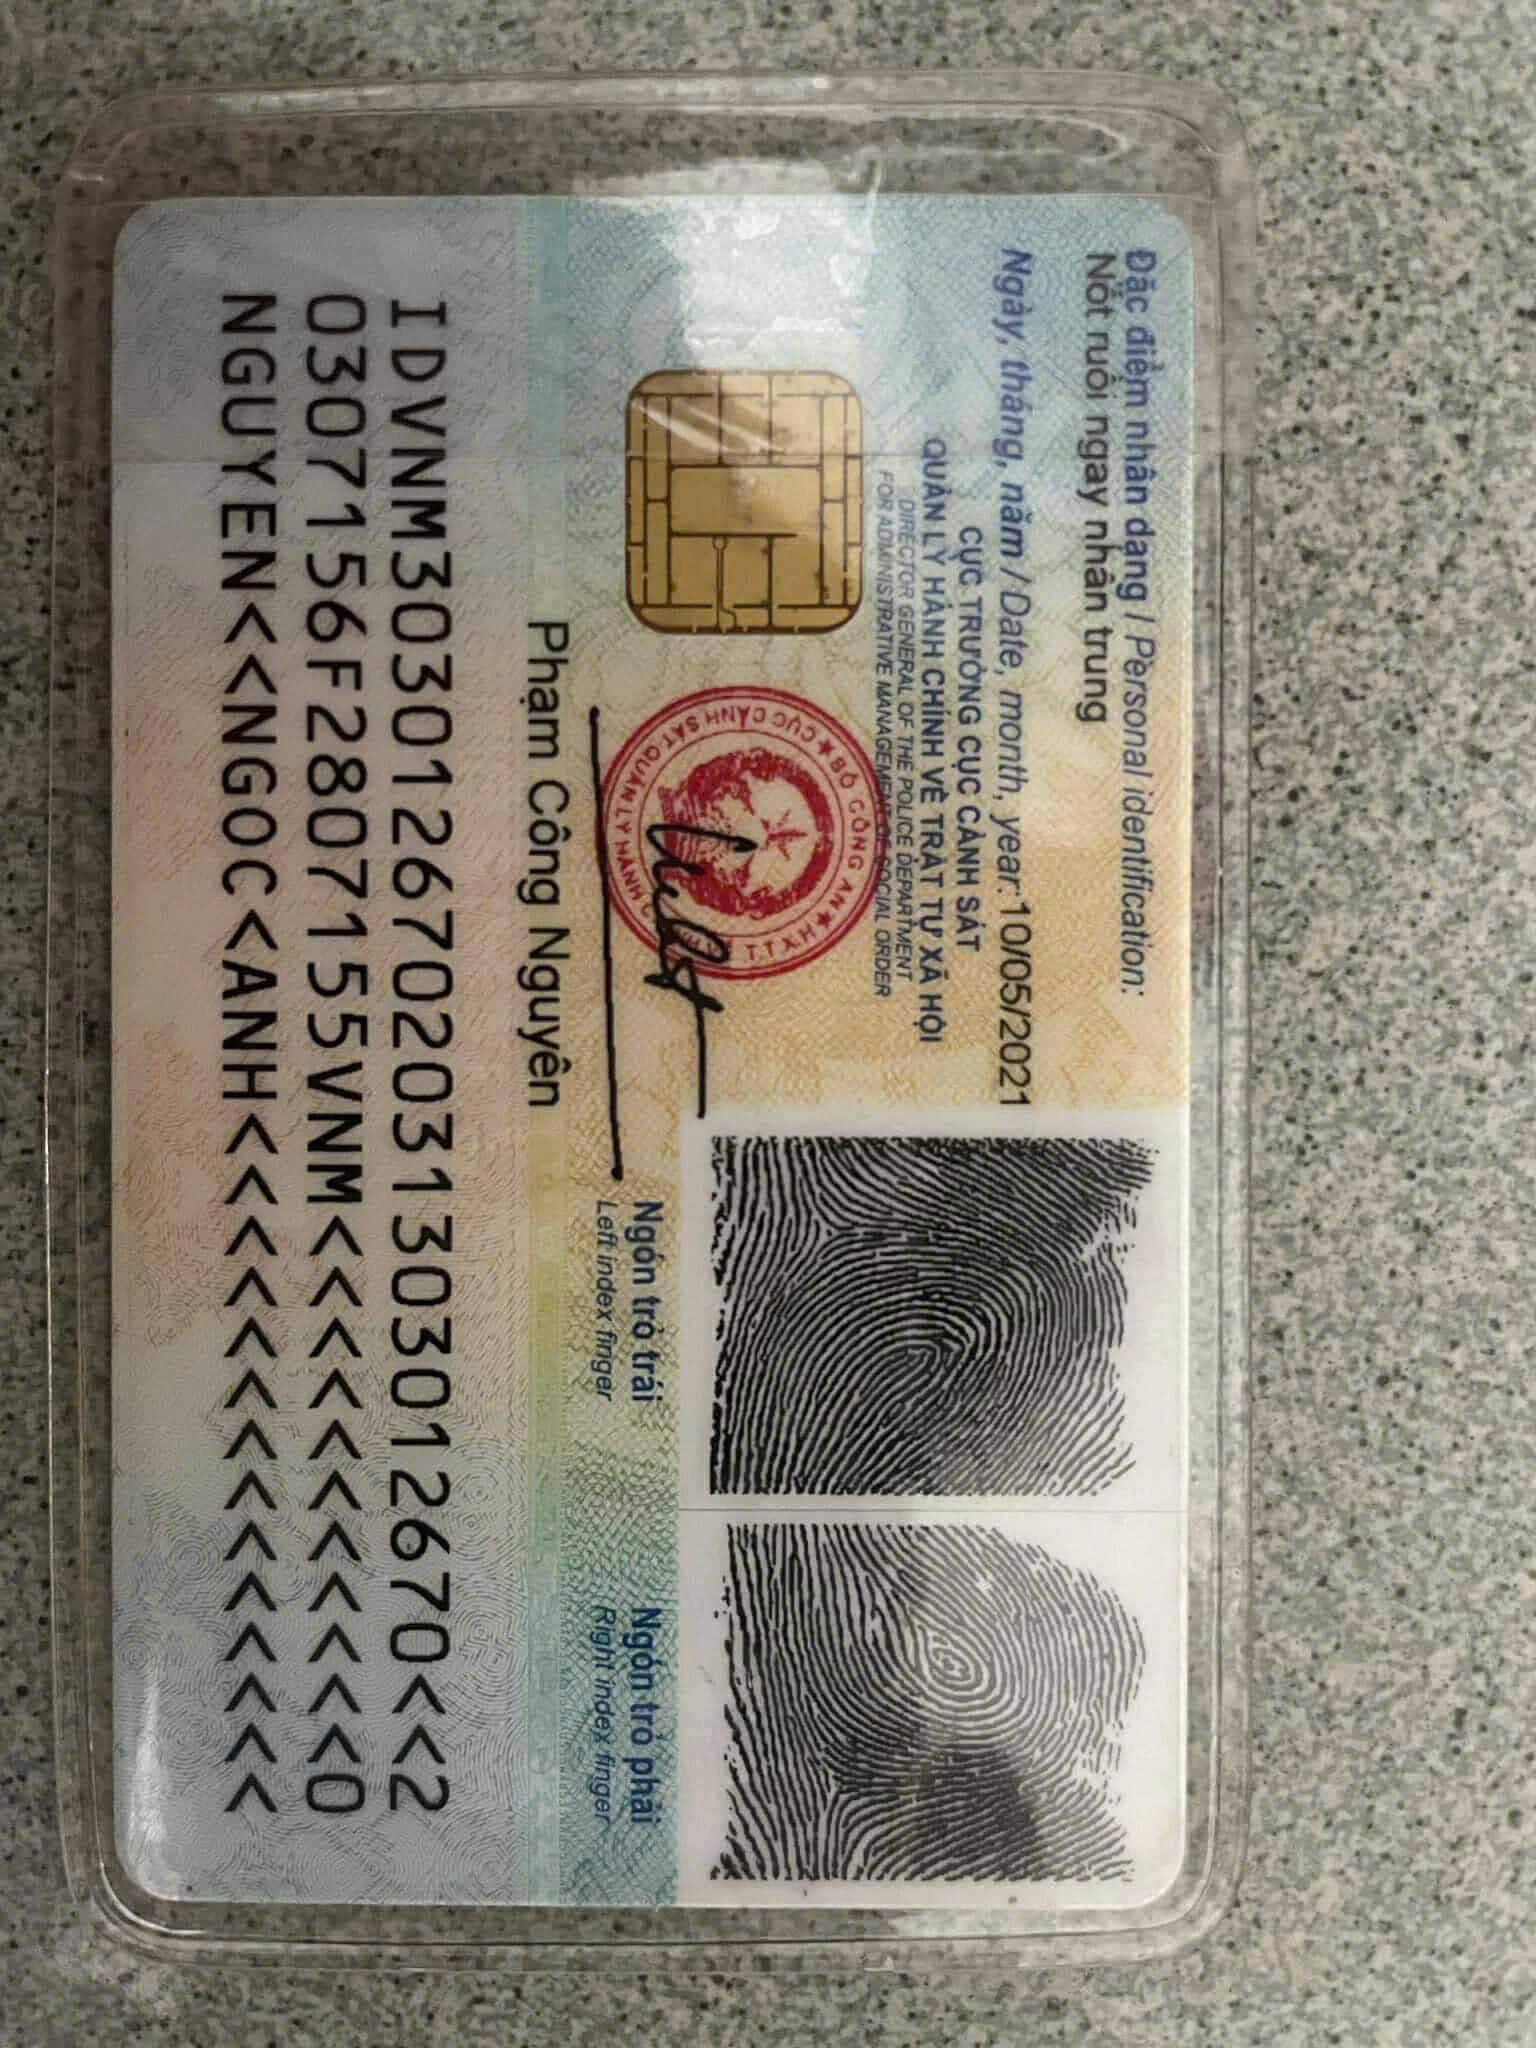 Đặc điểm nhân dạng / Personal identification:
Nốt ruồi ngay nhân trung
Ngày, tháng, năm / Date, month, year: 10/05/2021
CỤC TRƯỞNG CỤC CẢNH SÁT
QUẢN LÝ HÀNH CHÍNH VỀ TRẬT TỰ XÃ HỘI
DIRECTOR GENERAL OF THE POLICE DEPARTMENT
FOR ADMINISTRATIVE MANAGEMENT OF SOCIAL ORDER
★ BỘ CÔNG AN ★
CỤC CẢNH SÁT QUẢN LÝ HÀNH C VỀ T.T.X.H
Phạm Công Nguyên
Ngón trỏ trái
Left index finger
Ngón trỏ phải
Right index finger
IDVNM3030126702031303012670<<2
0307156F2807155VNM<<<<<<<<<<<0
NGUYEN<<NGOC<ANH<<<<<<<<<<<<<<